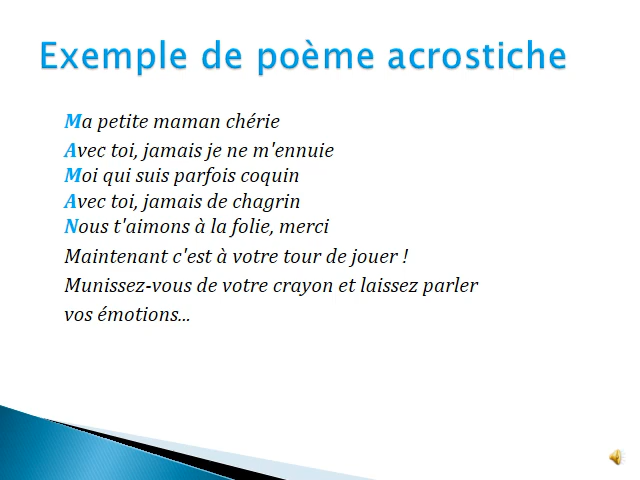 Exemple de poème acrostiche
Ma petite maman chérie
Avec toi, jamais je ne m'ennuie
Moi qui suis parfois coquin
Avec toi, jamais de chagrin
Nous t'aimons à la folie, merci
Maintenant c'est à votre tour de jouer !
Munissez-vous de votre crayon et laissez parler
vos émotions...